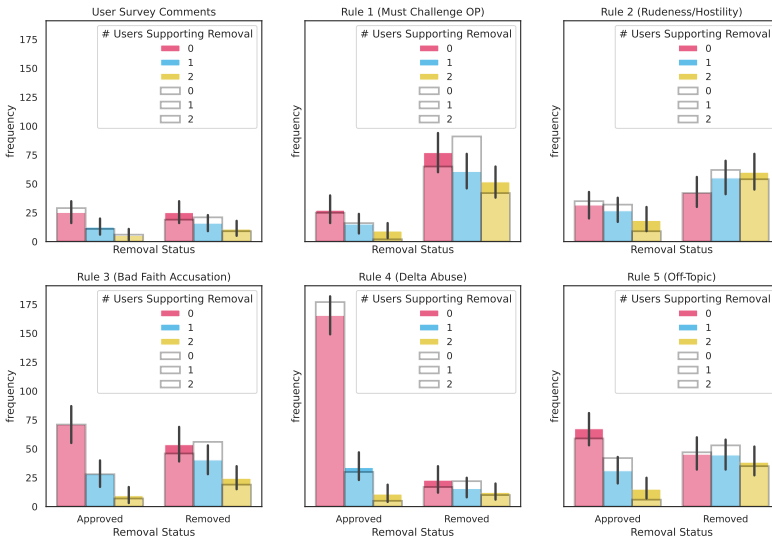 User Survey Comments
# Users Supporting Removal
0
1
2
0
1
2
175
150
125
100
75
50
25
0
frequency
Removal Status
Rule 1 (Must Challenge OP)
# Users Supporting Removal
0
1
2
0
1
2
frequency
Removal Status
Rule 2 (Rudeness/Hostility)
# Users Supporting Removal
0
1
2
0
1
2
frequency
Removal Status
Rule 3 (Bad Faith Accusation)
# Users Supporting Removal
0
1
2
0
1
2
175
150
125
100
75
50
25
0
frequency
Approved
Removed
Removal Status
Rule 4 (Delta Abuse)
# Users Supporting Removal
0
1
2
0
1
2
frequency
Approved
Removed
Removal Status
Rule 5 (Off-Topic)
# Users Supporting Removal
0
1
2
0
1
2
frequency
Approved
Removed
Removal Status